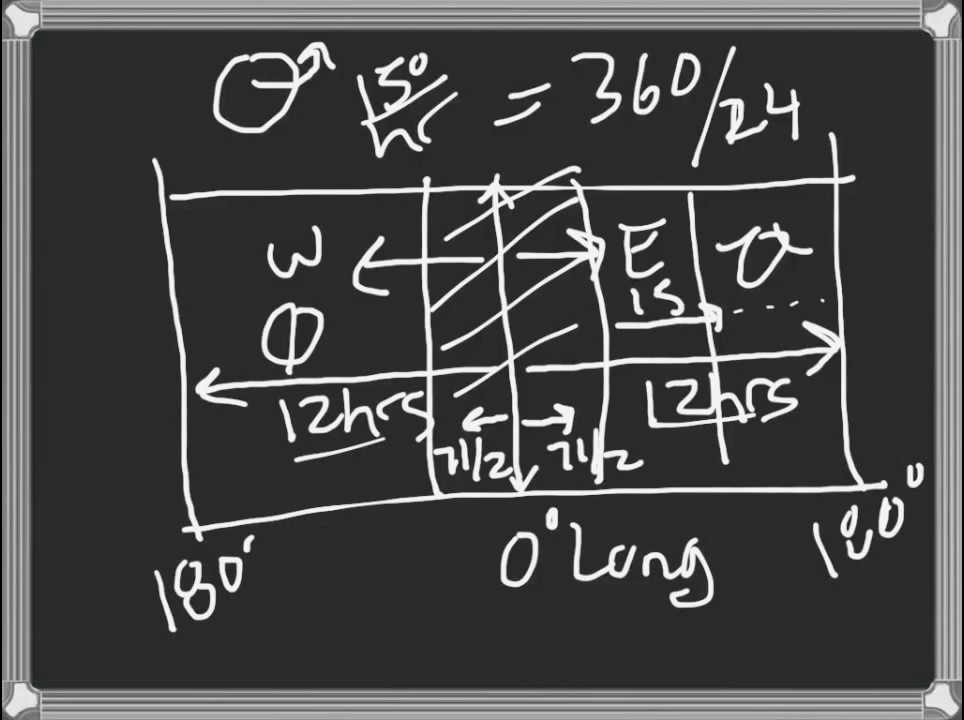 15°/hr = 360/24
W E
15
12hrs 12hrs
7 1/2 7 1/2
180° 0° Long 180°